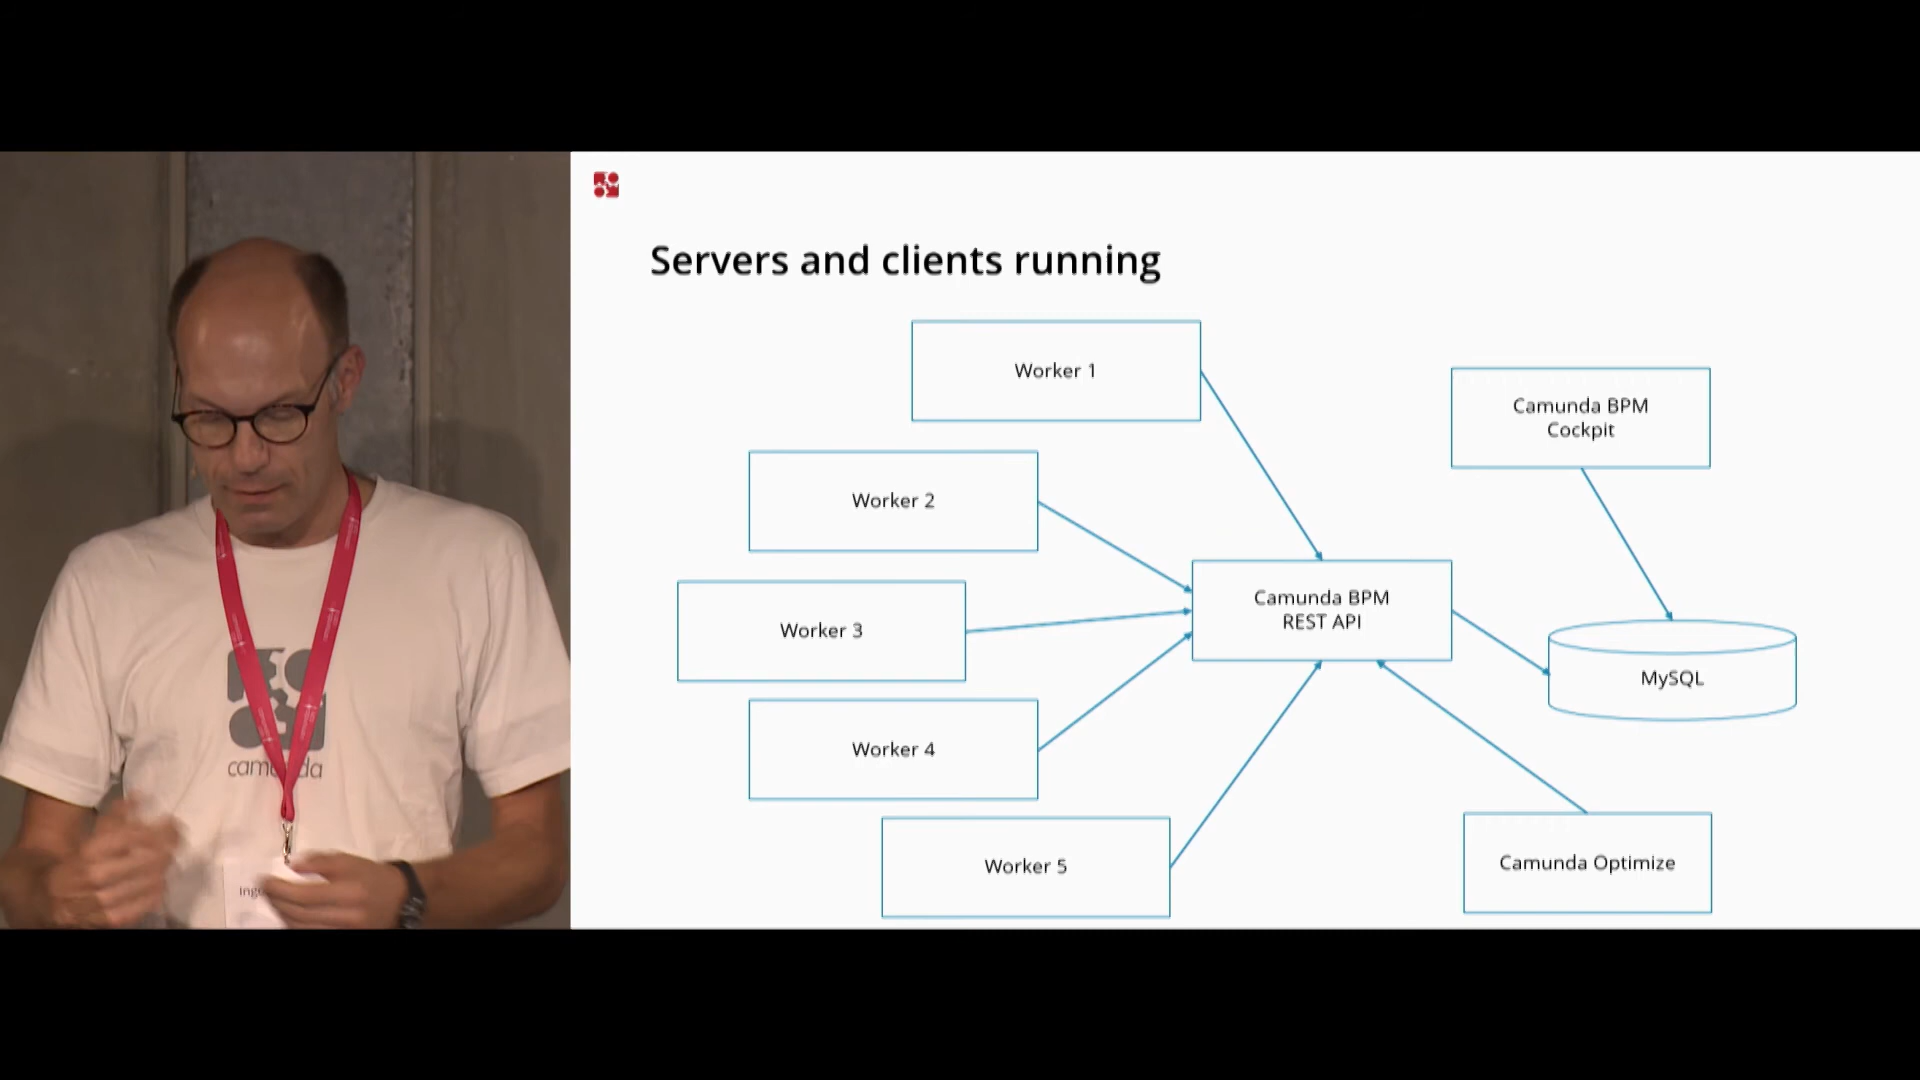 Servers and clients running
Worker 1
Camunda BPM
Cockpit
Worker 2
Camunda BPM
REST API
Worker 3
MySQL
Worker 4
Camunda Optimize
Worker 5